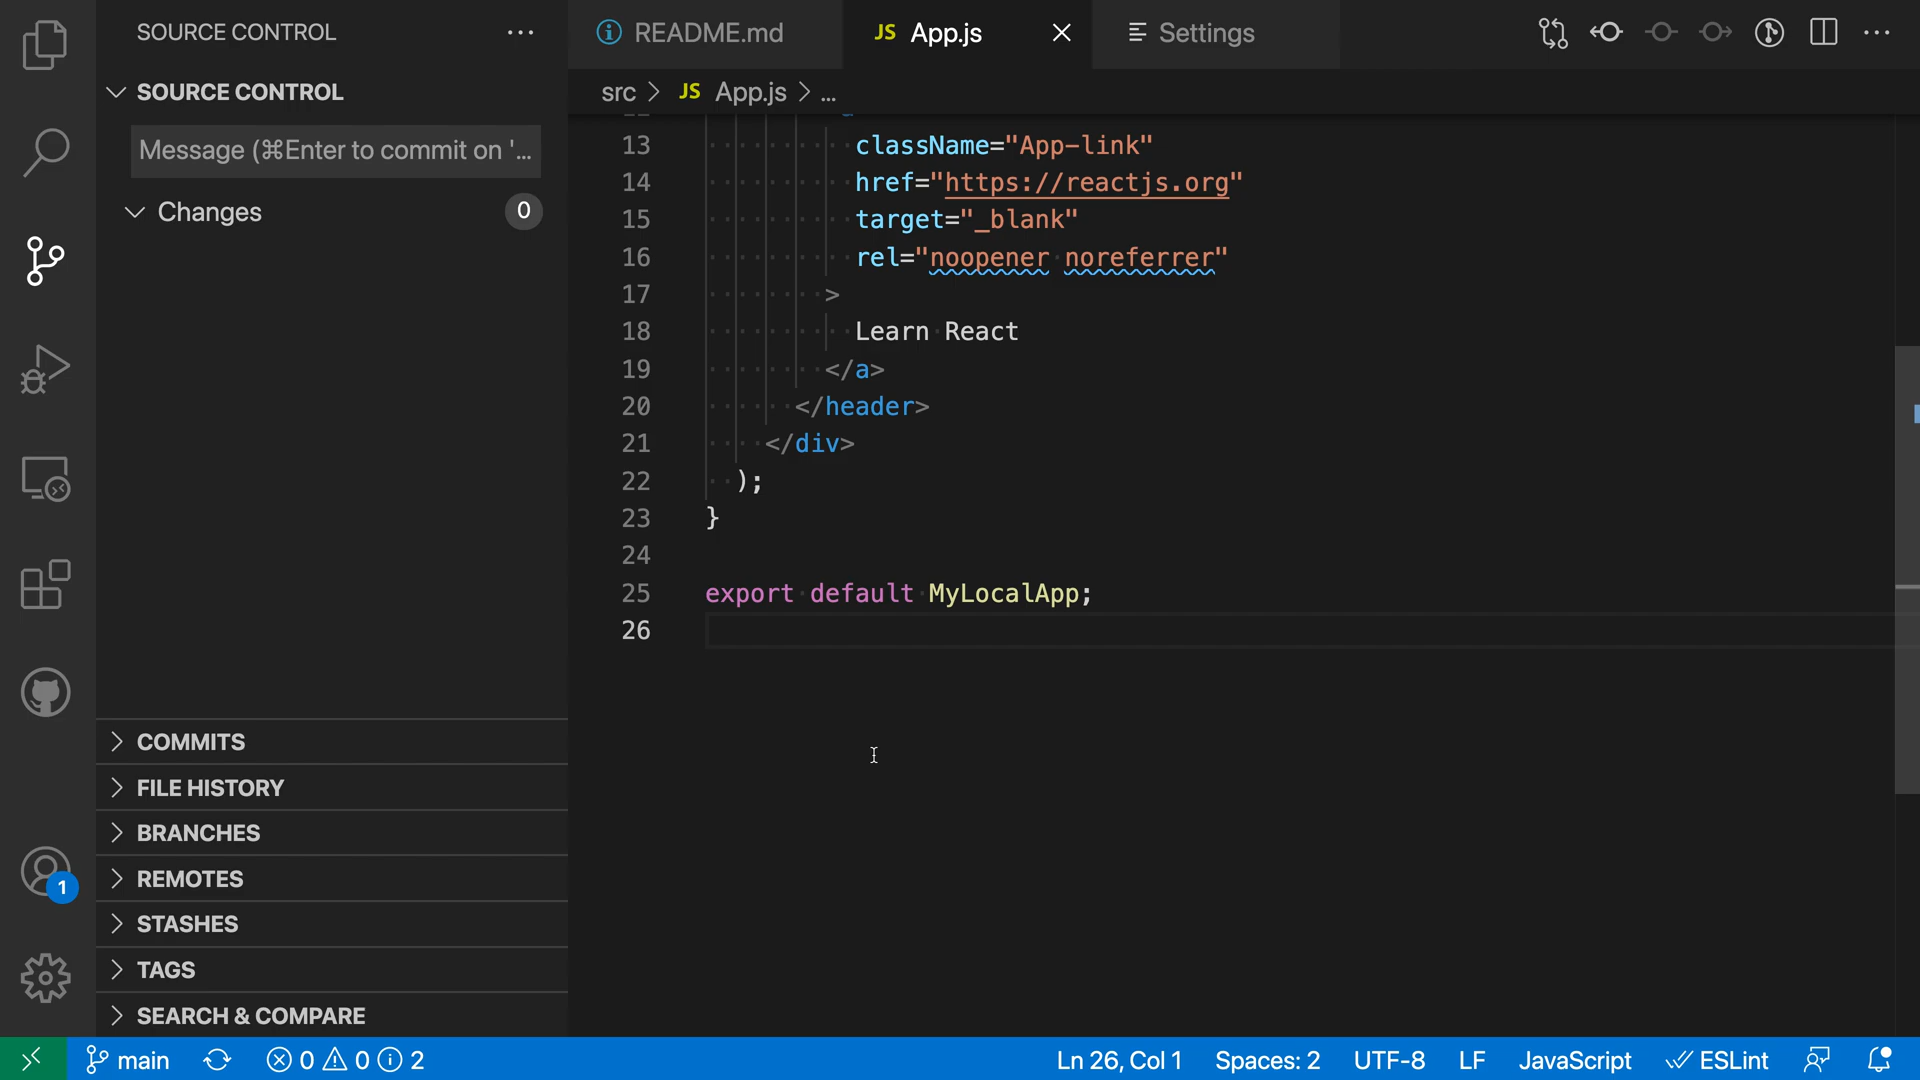 SOURCE CONTROL
SOURCE CONTROL
Message (⌘Enter to commit on '...
Changes 0
COMMITS
FILE HISTORY
BRANCHES
REMOTES
STASHES
TAGS
SEARCH & COMPARE
1
README.md
JS App.js
Settings
src > JS App.js > ...
13 className="App-link"
14 href="https://reactjs.org"
15 target="_blank"
16 rel="noopener noreferrer"
17 >
18 Learn React
19 </a>
20 </header>
21 </div>
22 );
23 }
24
25 export default MyLocalApp;
26
main 0 0 2 Ln 26, Col 1 Spaces: 2 UTF-8 LF JavaScript ESLint